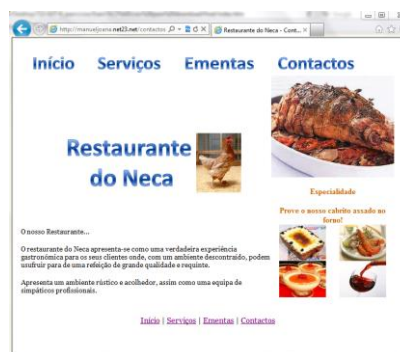 http://manueljcosta.net23.net/contactos
Restaurante do Neca - Cont...
Início Serviços Ementas Contactos
Restaurante
do Neca
Especialidade
Prove o nosso cabrito assado no
forno!
O nosso Restaurante...
O restaurante do Neca apresenta-se como uma verdadeira experiência
gastronómica para os seus clientes onde, com um ambiente descontraído, podem
usufruir para de uma refeição de grande qualidade e requinte.
Apresenta um ambiente rústico e acolhedor, assim como uma equipa de
simpáticos profissionais.
Início | Serviços | Ementas | Contactos